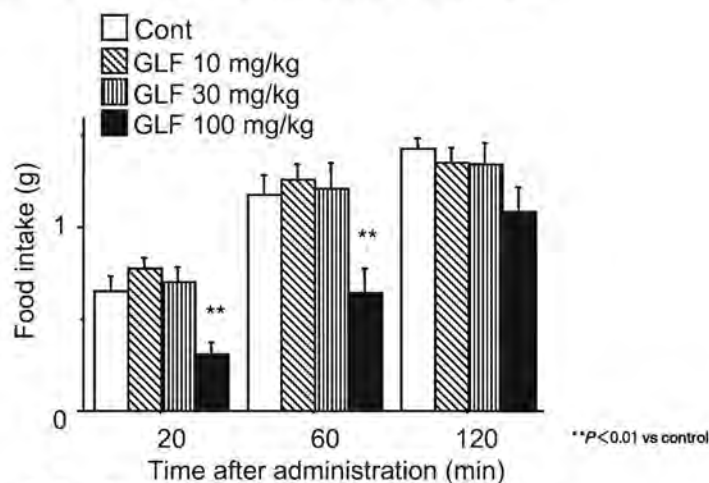 Cont
GLF 10 mg/kg
GLF 30 mg/kg
GLF 100 mg/kg
Food intake (g)
1
0
**
**
20 60 120
Time after administration (min)
**P<0.01 vs control